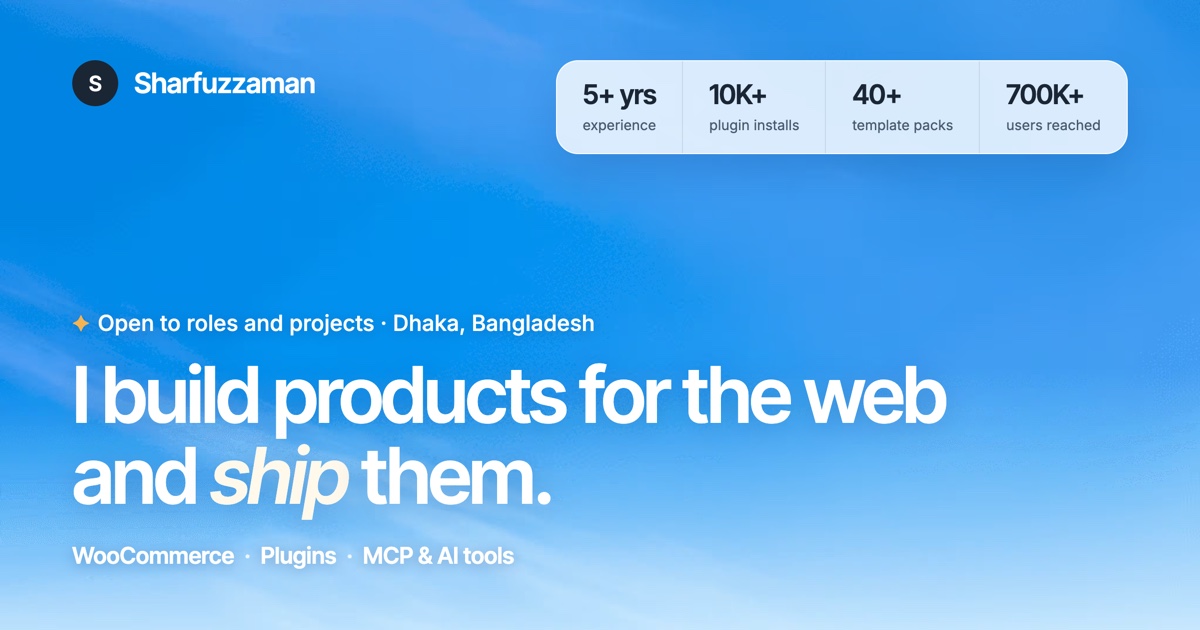 S Sharfuzzaman
5+ yrs
experience
10K+
plugin installs
40+
template packs
700K+
users reached
Open to roles and projects · Dhaka, Bangladesh
I build products for the web
and ship them.
WooCommerce · Plugins · MCP & AI tools